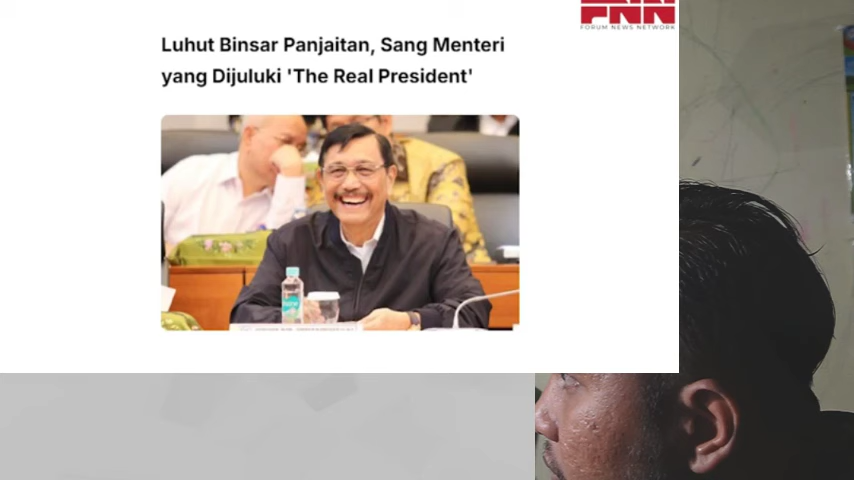 FNN
FORUM NEWS NETWORK
Luhut Binsar Panjaitan, Sang Menteri
yang Dijuluki 'The Real President'